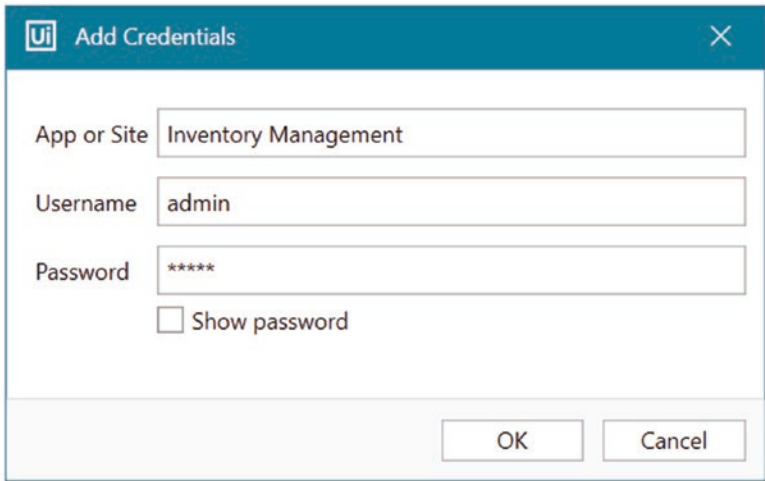 Ui Add Credentials
App or Site Inventory Management
Username admin
Password *****
Show password
OK Cancel